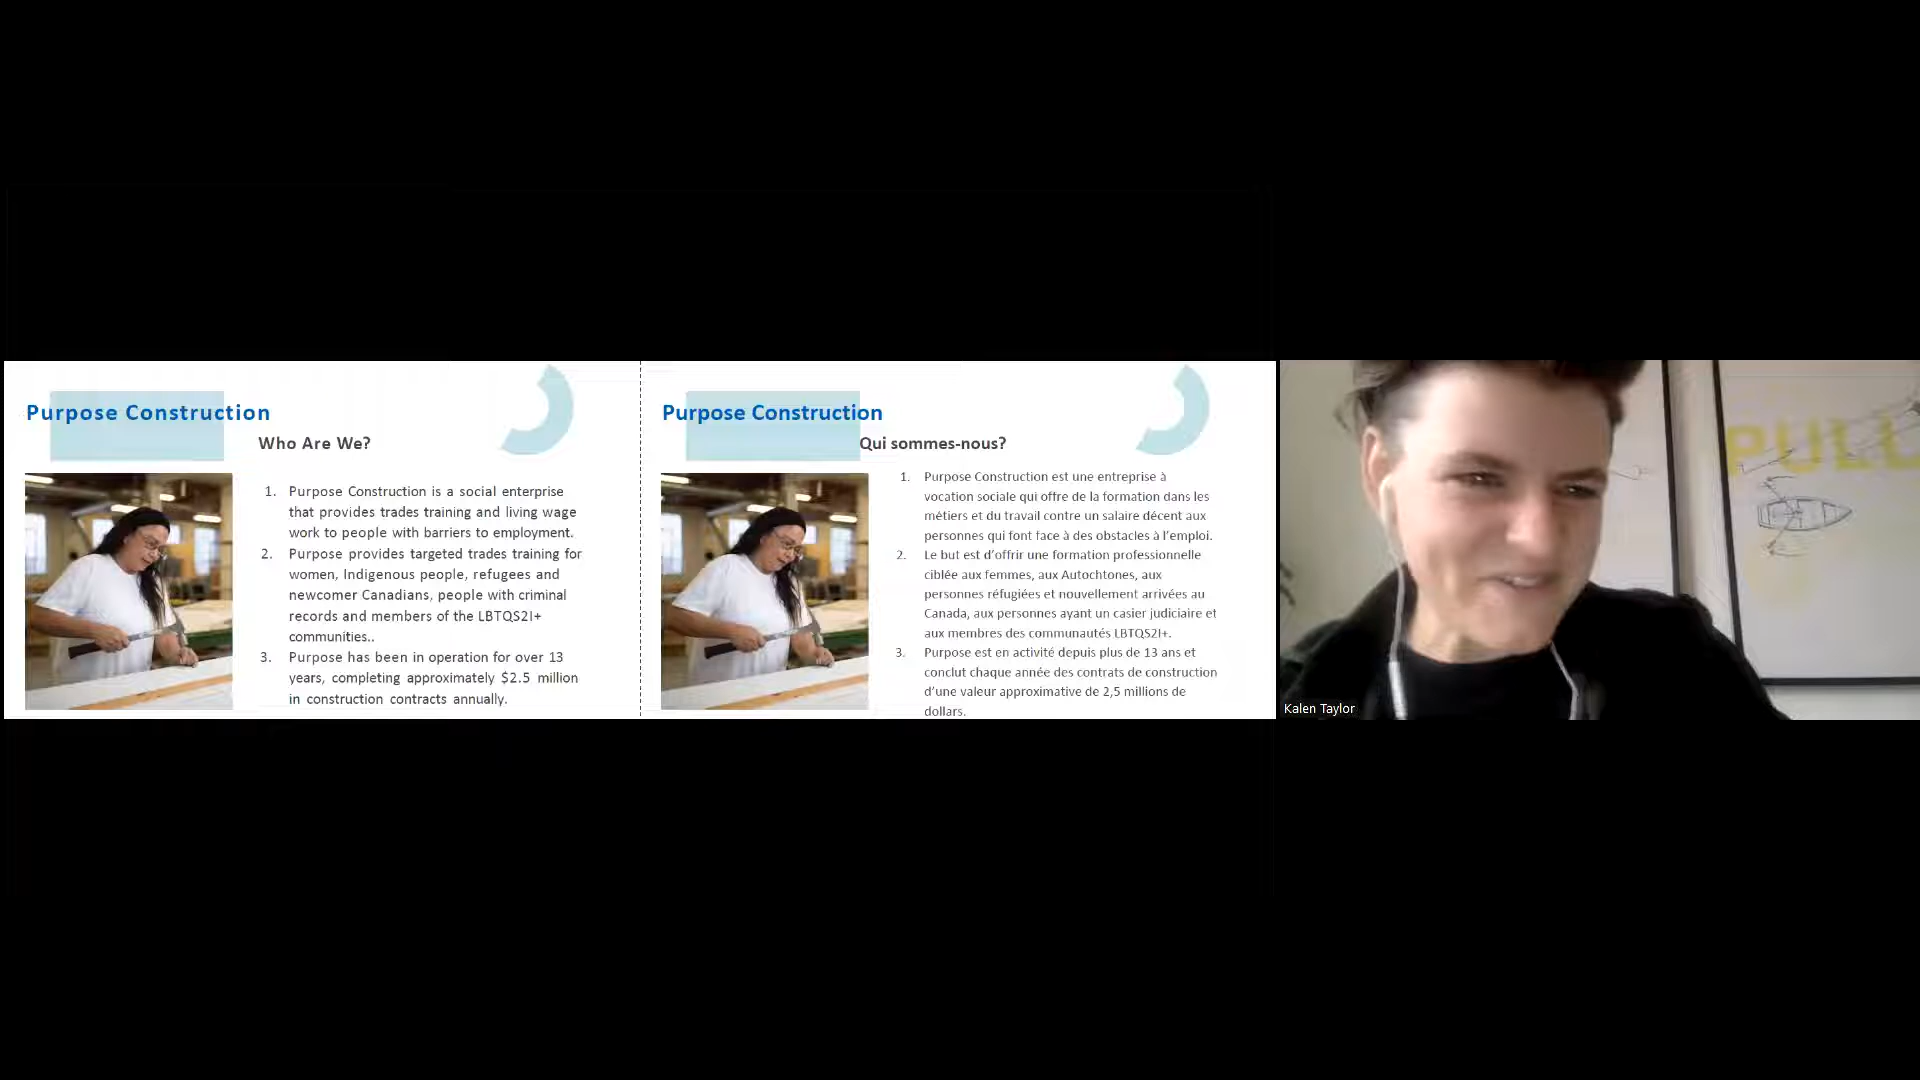 Purpose Construction
Who Are We?
1. Purpose Construction is a social enterprise
that provides trades training and living wage
work to people with barriers to employment.
2. Purpose provides targeted trades training for
women, Indigenous people, refugees and
newcomer Canadians, people with criminal
records and members of the LBTQS2I+
communities..
3. Purpose has been in operation for over 13
years, completing approximately $2.5 million
in construction contracts annually.
Purpose Construction
Qui sommes-nous?
1. Purpose Construction est une entreprise à
vocation sociale qui offre de la formation dans les
métiers et du travail contre un salaire décent aux
personnes qui font face à des obstacles à l'emploi.
2. Le but est d'offrir une formation professionnelle
ciblée aux femmes, aux Autochtones, aux
personnes réfugiées et nouvellement arrivées au
Canada, aux personnes ayant un casier judiciaire et
aux membres des communautés LBTQS2I+.
3. Purpose est en activité depuis plus de 13 ans et
conclut chaque année des contrats de construction
d'une valeur approximative de 2,5 millions de
dollars.
PULL
Kalen Taylor